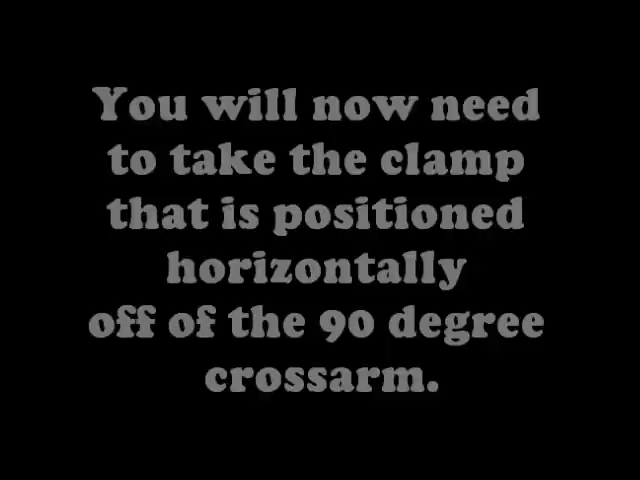 You will now need
to take the clamp
that is positioned
horizontally
off of the 90 degree
crossarm.